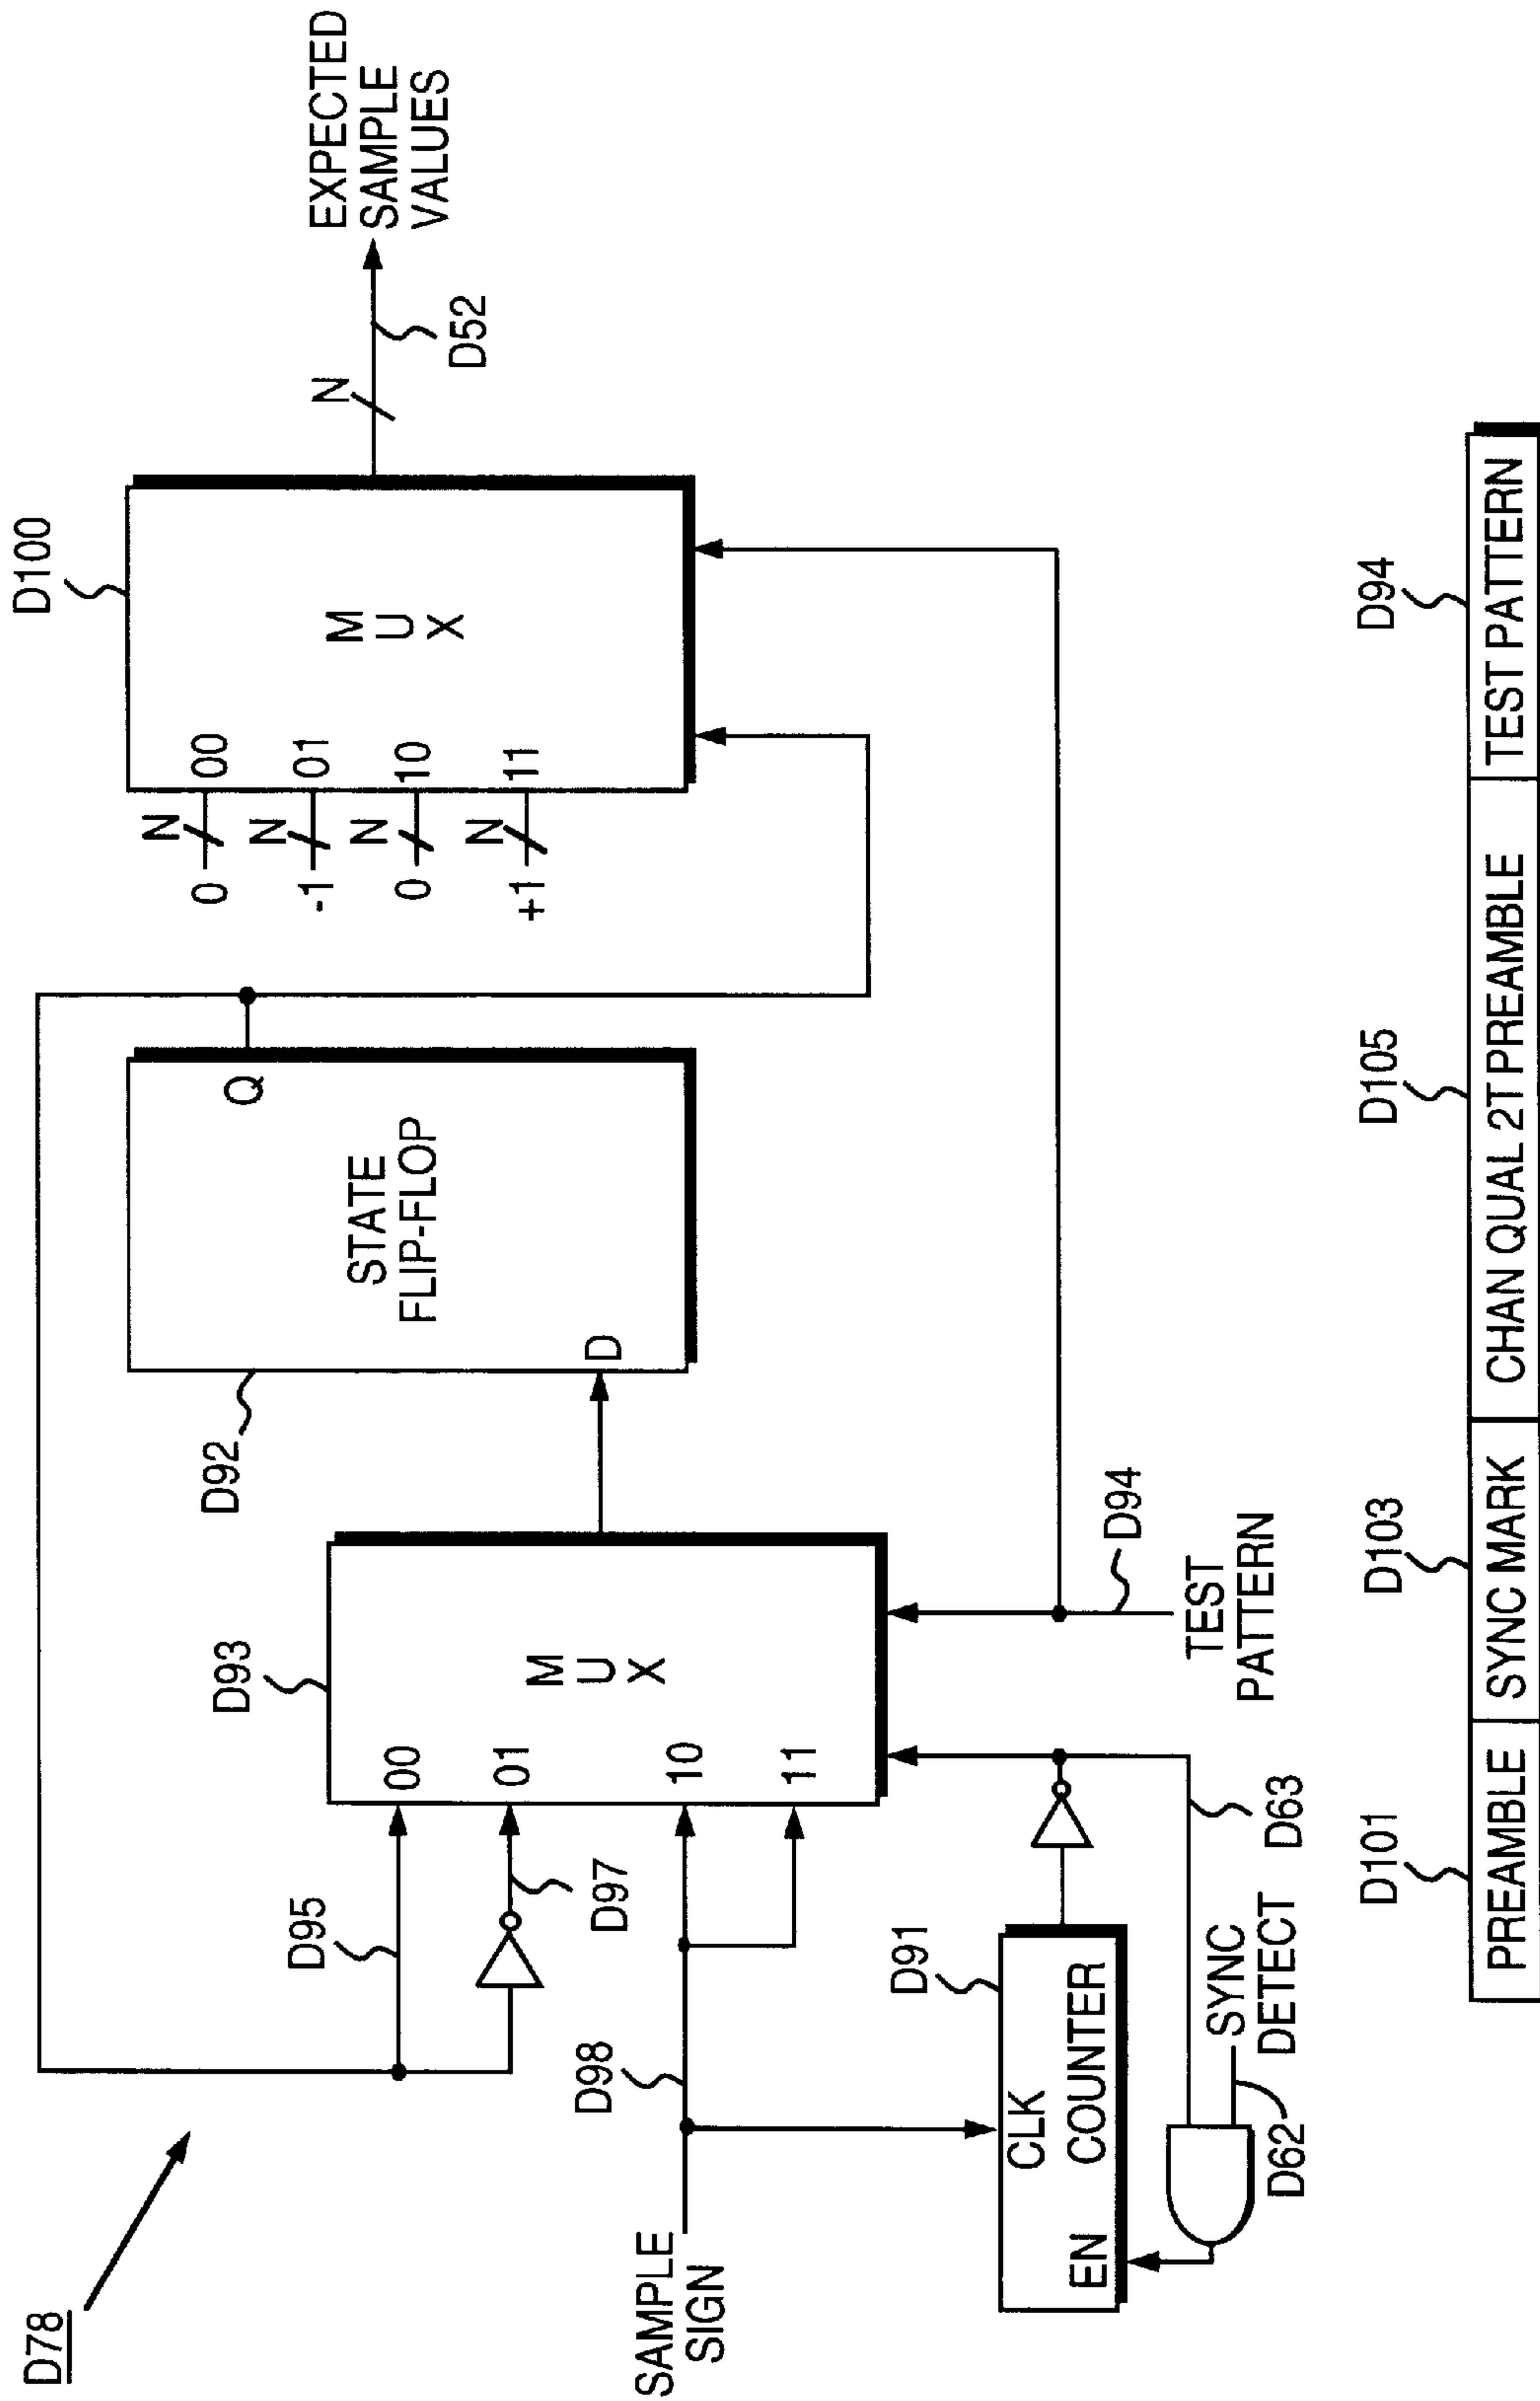 D78
D100
EXPECTED
SAMPLE
VALUES
N
D52
M
U
X
0 N 00
-1 N 01
0 N 10
+1 N 11
Q
STATE
FLIP-FLOP
D
D92
D93
M
U
X
00
01
10
11
D95
D97
D98
SAMPLE
SIGN
D91
CLK
COUNTER
EN
D62
SYNC
DETECT
D63
TEST
PATTERN
D94
D101
D103
D105
D94
PREAMBLE
SYNC MARK
CHAN QUAL 2T PREAMBLE
TEST PATTERN